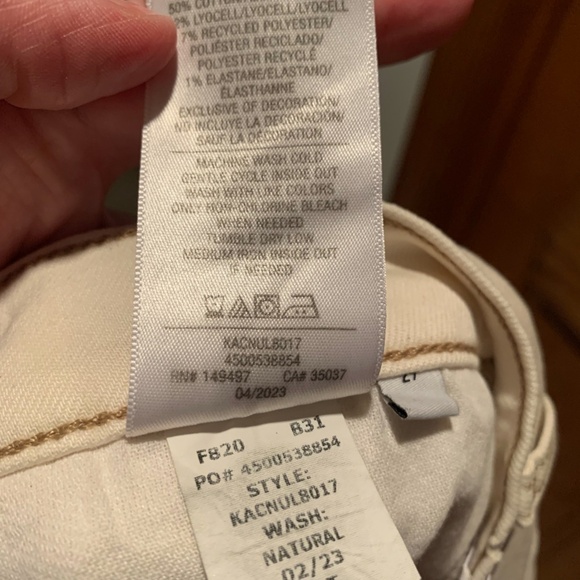 50% COTTON/
LYOCELL/LYOCELL/LYOCELL
7% RECYCLED POLYESTER/
POLIÉSTER RECICLADO/
POLYESTER RECYCLÉ
1% ELASTANE/ELASTANO/
ÉLASTHANNE
EXCLUSIVE OF DECORATION/
NO INCLUYE LA DECORACION/
SAUF LA DÉCORATION
MACHINE WASH COLD
GENTLE CYCLE INSIDE OUT
WASH WITH LIKE COLORS
ONLY NON-CHLORINE BLEACH
WHEN NEEDED
TUMBLE DRY LOW
MEDIUM IRON INSIDE OUT
IF NEEDED
KACNUL8017
4500538854
RN# 149497 CA# 35037
04/2023
F820 B31
PO# 4500538854
STYLE:
KACNUL8017
WASH:
NATURAL
02/23